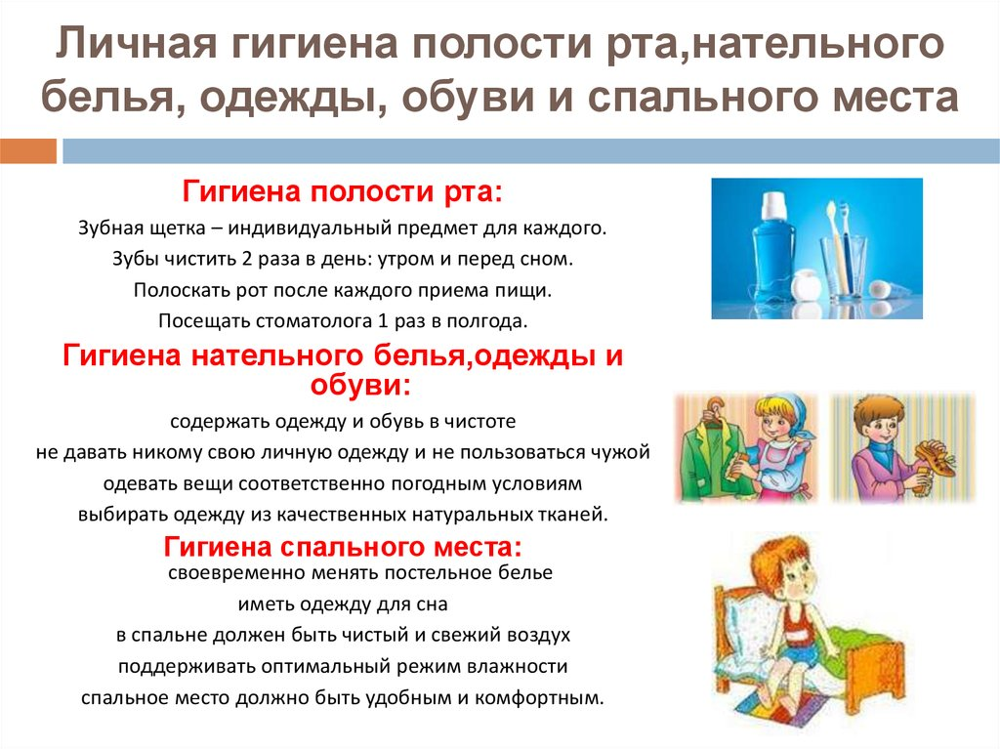 Личная гигиена полости рта,нательного
белья, одежды, обуви и спального места
Гигиена полости рта:
Зубная щетка – индивидуальный предмет для каждого.
Зубы чистить 2 раза в день: утром и перед сном.
Полоскать рот после каждого приема пищи.
Посещать стоматолога 1 раз в полгода.
Гигиена нательного белья,одежды и
обуви:
содержать одежду и обувь в чистоте
не давать никому свою личную одежду и не пользоваться чужой
одевать вещи соответственно погодным условиям
выбирать одежду из качественных натуральных тканей.
Гигиена спального места:
своевременно менять постельное белье
иметь одежду для сна
в спальне должен быть чистый и свежий воздух
поддерживать оптимальный режим влажности
спальное место должно быть удобным и комфортным.